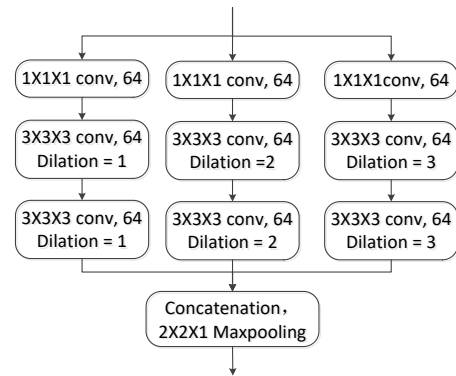 1X1X1 conv, 64
1X1X1 conv, 64
1X1X1conv, 64
3X3X3 conv, 64
Dilation = 1
3X3X3 conv, 64
Dilation =2
3X3X3 conv, 64
Dilation = 3
3X3X3 conv, 64
Dilation = 1
3X3X3 conv, 64
Dilation = 2
3X3X3 conv, 64
Dilation = 3
Concatenation，
2X2X1 Maxpooling